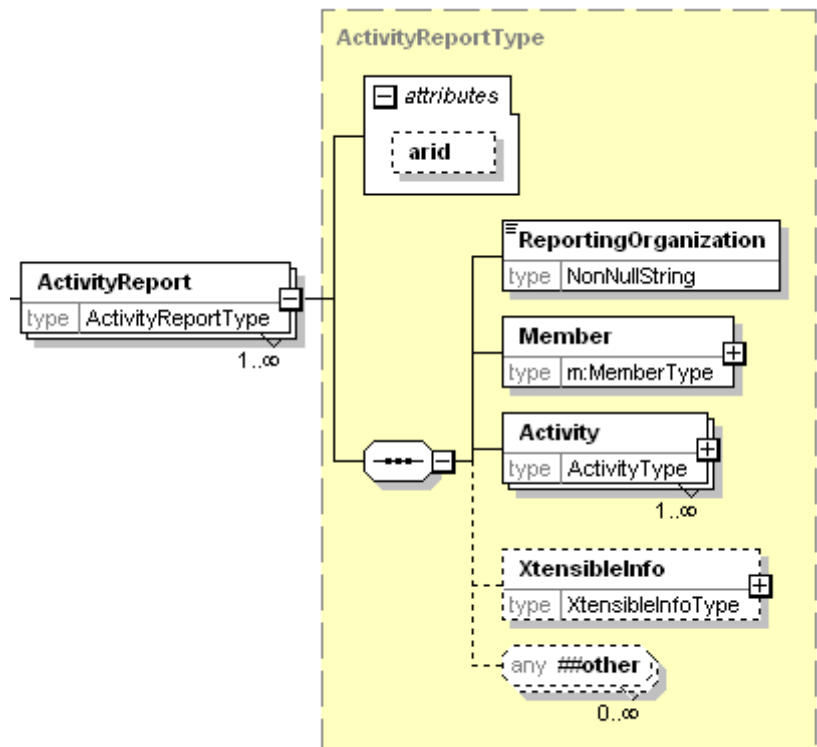 ActivityReportType
attributes
arid
ReportingOrganization
type NonNullString
ActivityReport
type ActivityReportType
1..∞
Member
type m:MemberType
Activity
type ActivityType
1..∞
XtensibleInfo
type XtensibleInfoType
any ##other
0..∞